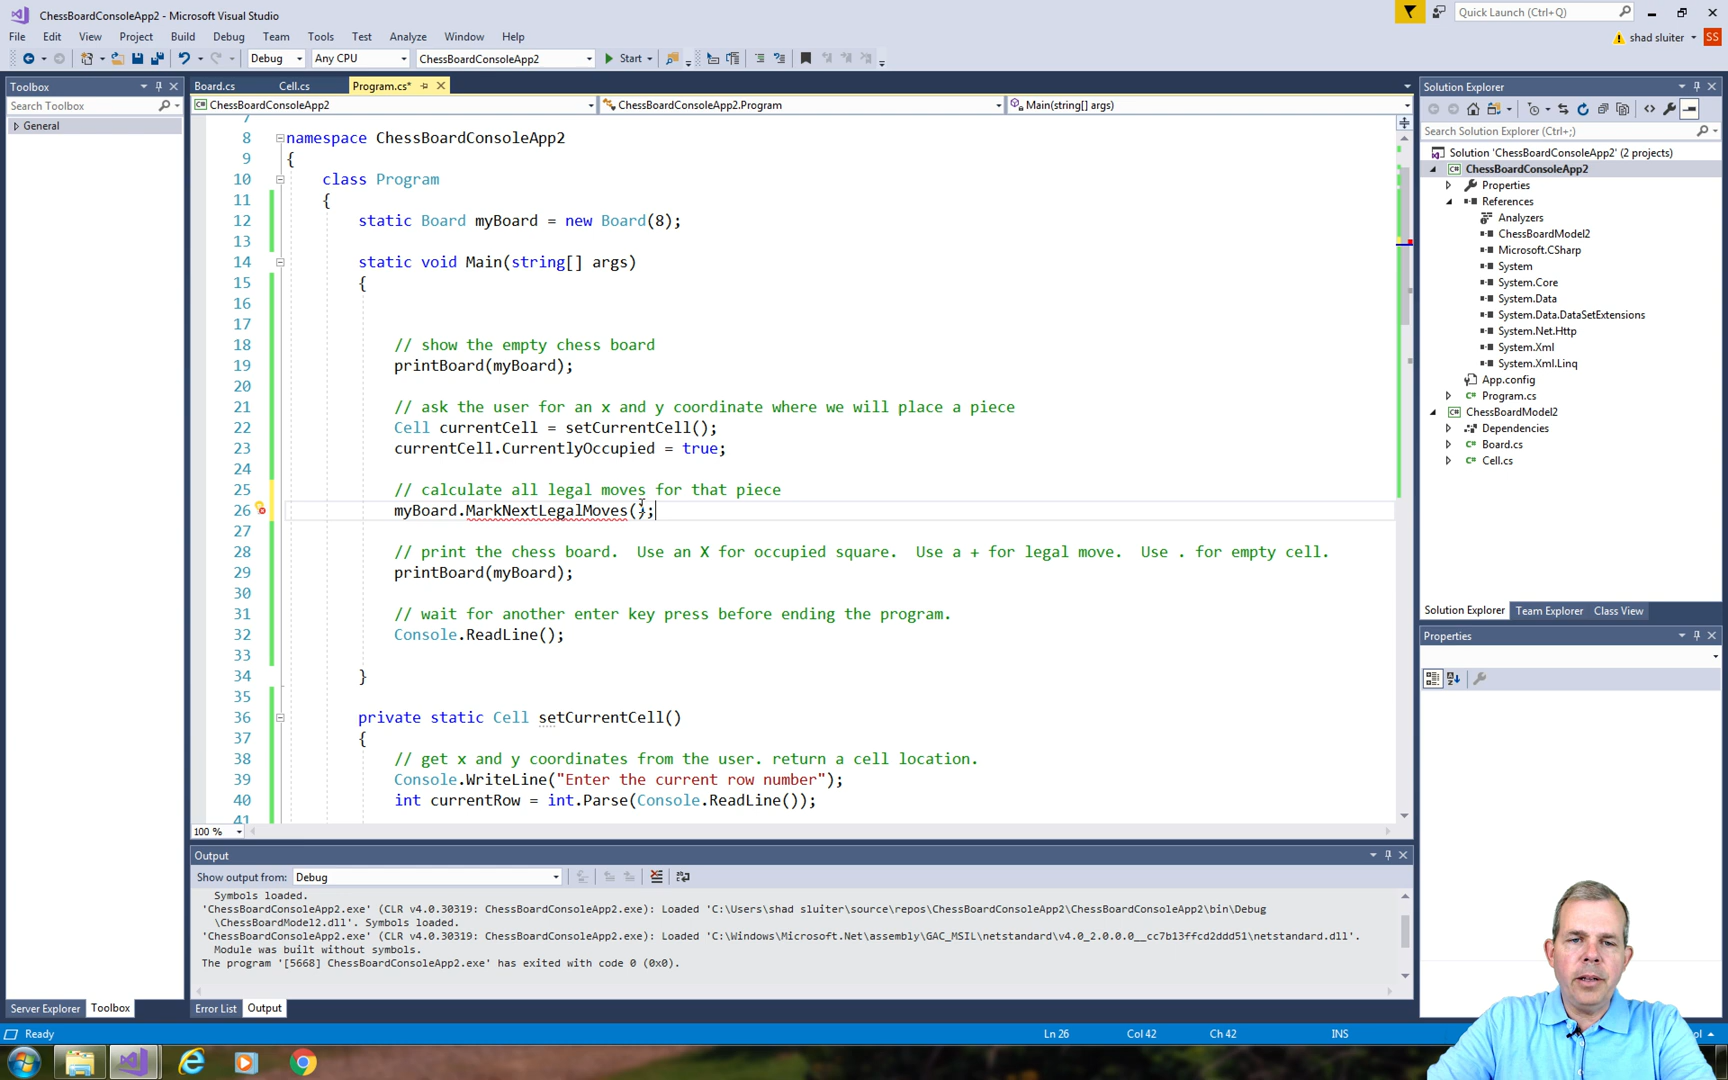 ChessBoardConsoleApp2 - Microsoft Visual Studio
Quick Launch (Ctrl+Q)
File Edit View Project Build Debug Team Tools Test Analyze Window Help
shad sluiter SS
Debug Any CPU ChessBoardConsoleApp2 Start
Toolbox
Search Toolbox
General
Board.cs Cell.cs Program.cs*
ChessBoardConsoleApp2 ChessBoardConsoleApp2.Program Main(string[] args)
7
8 namespace ChessBoardConsoleApp2
9 {
10 class Program
11 {
12 static Board myBoard = new Board(8);
13
14 static void Main(string[] args)
15 {
16
17
18 // show the empty chess board
19 printBoard(myBoard);
20
21 // ask the user for an x and y coordinate where we will place a piece
22 Cell currentCell = setCurrentCell();
23 currentCell.CurrentlyOccupied = true;
24
25 // calculate all legal moves for that piece
26 myBoard.MarkNextLegalMoves();
27
28 // print the chess board.  Use an X for occupied square.  Use a + for legal move.  Use . for empty cell.
29 printBoard(myBoard);
30
31 // wait for another enter key press before ending the program.
32 Console.ReadLine();
33
34 }
35
36 private static Cell setCurrentCell()
37 {
38 // get x and y coordinates from the user. return a cell location.
39 Console.WriteLine("Enter the current row number");
40 int currentRow = int.Parse(Console.ReadLine());
41
100 %
Output
Show output from: Debug
Symbols loaded.
'ChessBoardConsoleApp2.exe' (CLR v4.0.30319: ChessBoardConsoleApp2.exe): Loaded 'C:\Users\shad sluiter\source\repos\ChessBoardConsoleApp2\ChessBoardConsoleApp2\bin\Debug
\ChessBoardModel2.dll'. Symbols loaded.
'ChessBoardConsoleApp2.exe' (CLR v4.0.30319: ChessBoardConsoleApp2.exe): Loaded 'C:\Windows\Microsoft.Net\assembly\GAC_MSIL\netstandard\v4.0_2.0.0.0__cc7b13ffcd2ddd51\netstandard.dll'.
Module was built without symbols.
The program '[5668] ChessBoardConsoleApp2.exe' has exited with code 0 (0x0).
Server Explorer Toolbox
Error List Output
Solution Explorer
Search Solution Explorer (Ctrl+;)
Solution 'ChessBoardConsoleApp2' (2 projects)
ChessBoardConsoleApp2
Properties
References
Analyzers
ChessBoardModel2
Microsoft.CSharp
System
System.Core
System.Data
System.Data.DataSetExtensions
System.Net.Http
System.Xml
System.Xml.Linq
App.config
C# Program.cs
C# ChessBoardModel2
Dependencies
C# Board.cs
C# Cell.cs
Solution Explorer Team Explorer Class View
Properties
Ready Ln 26 Col 42 Ch 42 INS